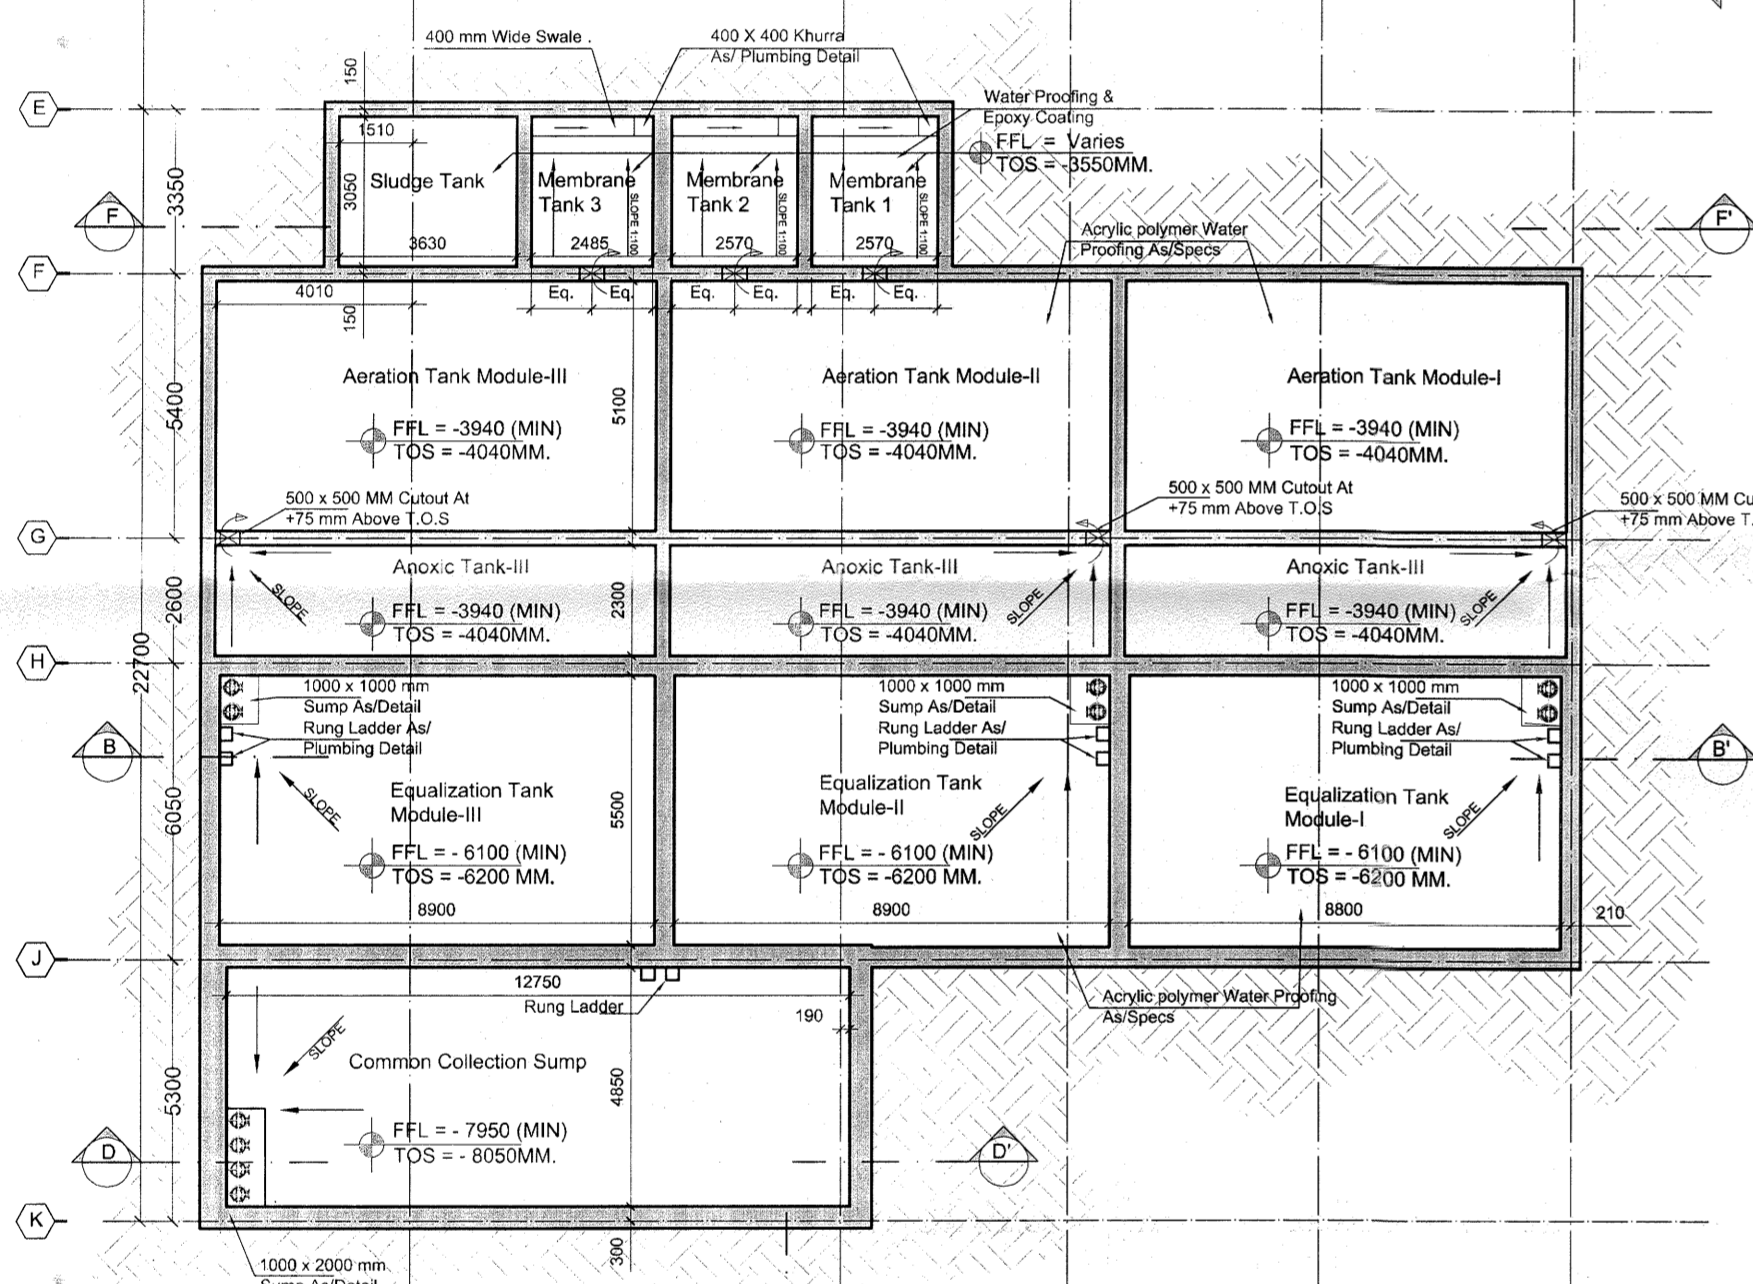 400 mm Wide Swale .
400 X 400 Khurra
As/ Plumbing Detail
150
E
Water Proofing &
Epoxy Coating
1510
FFL = Varies
TOS = -3550MM.
3350
3050
Sludge Tank
Membrane
Tank 3
Membrane
Tank 2
Membrane
Tank 1
SLOPE 1:100
SLOPE 1:100
SLOPE 1:100
F
F'
3630
2485
2570
2570
Acrylic polymer Water
Proofing As/Specs
F
4010
Eq.
Eq.
Eq.
Eq.
Eq.
Eq.
150
5400
5100
Aeration Tank Module-III
Aeration Tank Module-II
Aeration Tank Module-I
FFL = -3940 (MIN)
TOS = -4040MM.
FFL = -3940 (MIN)
TOS = -4040MM.
FFL = -3940 (MIN)
TOS = -4040MM.
500 x 500 MM Cutout At
+75 mm Above T.O.S
500 x 500 MM Cutout At
+75 mm Above T.O.S
500 x 500 MM Cu
+75 mm Above T.
G
Anoxic Tank-III
Anoxic Tank-III
Anoxic Tank-III
SLOPE
SLOPE
SLOPE
2600
2300
FFL = -3940 (MIN)
TOS = -4040MM.
FFL = -3940 (MIN)
TOS = -4040MM.
FFL = -3940 (MIN)
TOS = -4040MM.
22700
H
1000 x 1000 mm
Sump As/Detail
Rung Ladder As/
Plumbing Detail
1000 x 1000 mm
Sump As/Detail
Rung Ladder As/
Plumbing Detail
1000 x 1000 mm
Sump As/Detail
Rung Ladder As/
Plumbing Detail
B
B'
6050
5500
Equalization Tank
Module-III
Equalization Tank
Module-II
Equalization Tank
Module-I
SLOPE
SLOPE
SLOPE
FFL = - 6100 (MIN)
TOS = -6200 MM.
FFL = - 6100 (MIN)
TOS = -6200 MM.
FFL = - 6100 (MIN)
TOS = -6200 MM.
8900
8900
8800
210
J
12750
Rung Ladder
190
Acrylic polymer Water Proofing
As/Specs
SLOPE
Common Collection Sump
5300
4850
FFL = - 7950 (MIN)
TOS = - 8050MM.
D
D'
K
300
1000 x 2000 mm
Sump As/Detail